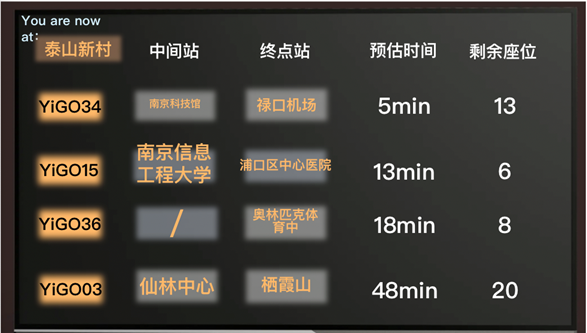 You are now
at:
泰山新村 中间站 终点站 预估时间 剩余座位
YiGO34 南京科技馆 禄口机场 5min 13
YiGO15 南京信息
工程大学 浦口区中心医院 13min 6
YiGO36 / 奥林匹克体
育中 18min 8
YiGO03 仙林中心 栖霞山 48min 20